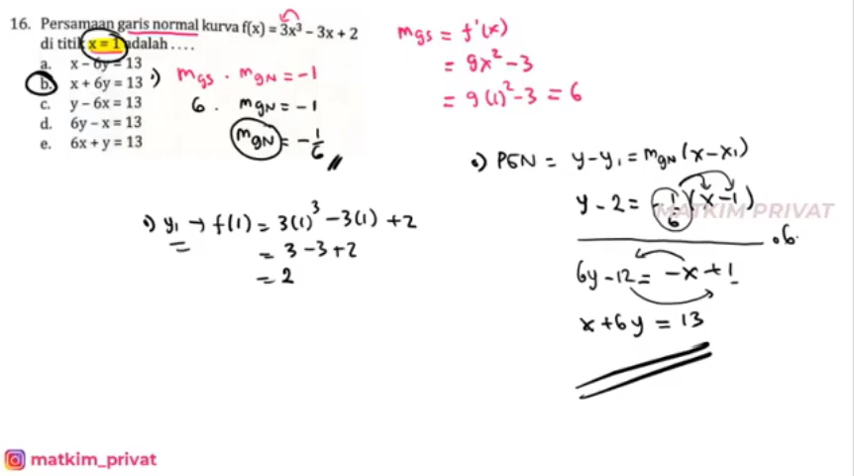 16. Persamaan garis normal kurva f(x) = 3x³ – 3x + 2
di titik x = 1 adalah . . . .
a. x – 6y = 13
b. x + 6y = 13
c. y – 6x = 13
d. 6y – x = 13
e. 6x + y = 13
•) mgs . mgN = -1
6 . mgN = -1
mgN = -1/6
mgs = f'(x)
= 9x² - 3
= 9(1)² - 3 = 6
•) y₁ → f(1) = 3(1)³ - 3(1) + 2
= 3 - 3 + 2
= 2
•) PGN = y - y₁ = mgN (x - x₁)
y - 2 = -1/6 (x - 1)
MATKIM PRIVAT
.6
6y - 12 = -x + 1
x + 6y = 13
matkim_privat